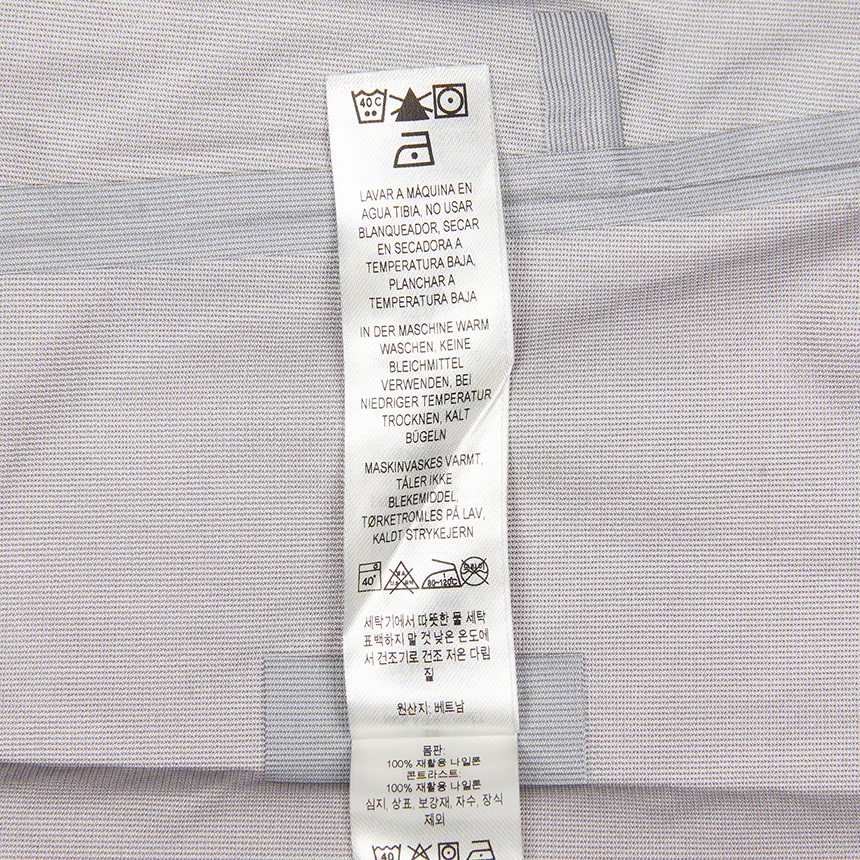 40 C
LAVAR A MÁQUINA EN
AGUA TIBIA, NO USAR
BLANQUEADOR, SECAR
EN SECADORA A
TEMPERATURA BAJA,
PLANCHAR A
TEMPERATURA BAJA
IN DER MASCHINE WARM
WASCHEN, KEINE
BLEICHMITTEL
VERWENDEN, BEI
NIEDRIGER TEMPERATUR
TROCKNEN, KALT
BÜGELN
MASKINVASKES VARMT,
TÅLER IKKE
BLEKEMIDDEL,
TØRKETROMLES PÅ LAV,
KALDT STRYKEJERN
40° 80~120°C
세탁기에서 따뜻한 물 세탁
표백하지 말 것 낮은 온도에
서 건조기로 건조 저온 다림
질
원산지: 베트남
몸판:
100% 재활용 나일론
콘트라스트:
100% 재활용 나일론
심지, 상표, 보강재, 자수, 장식
제외
40